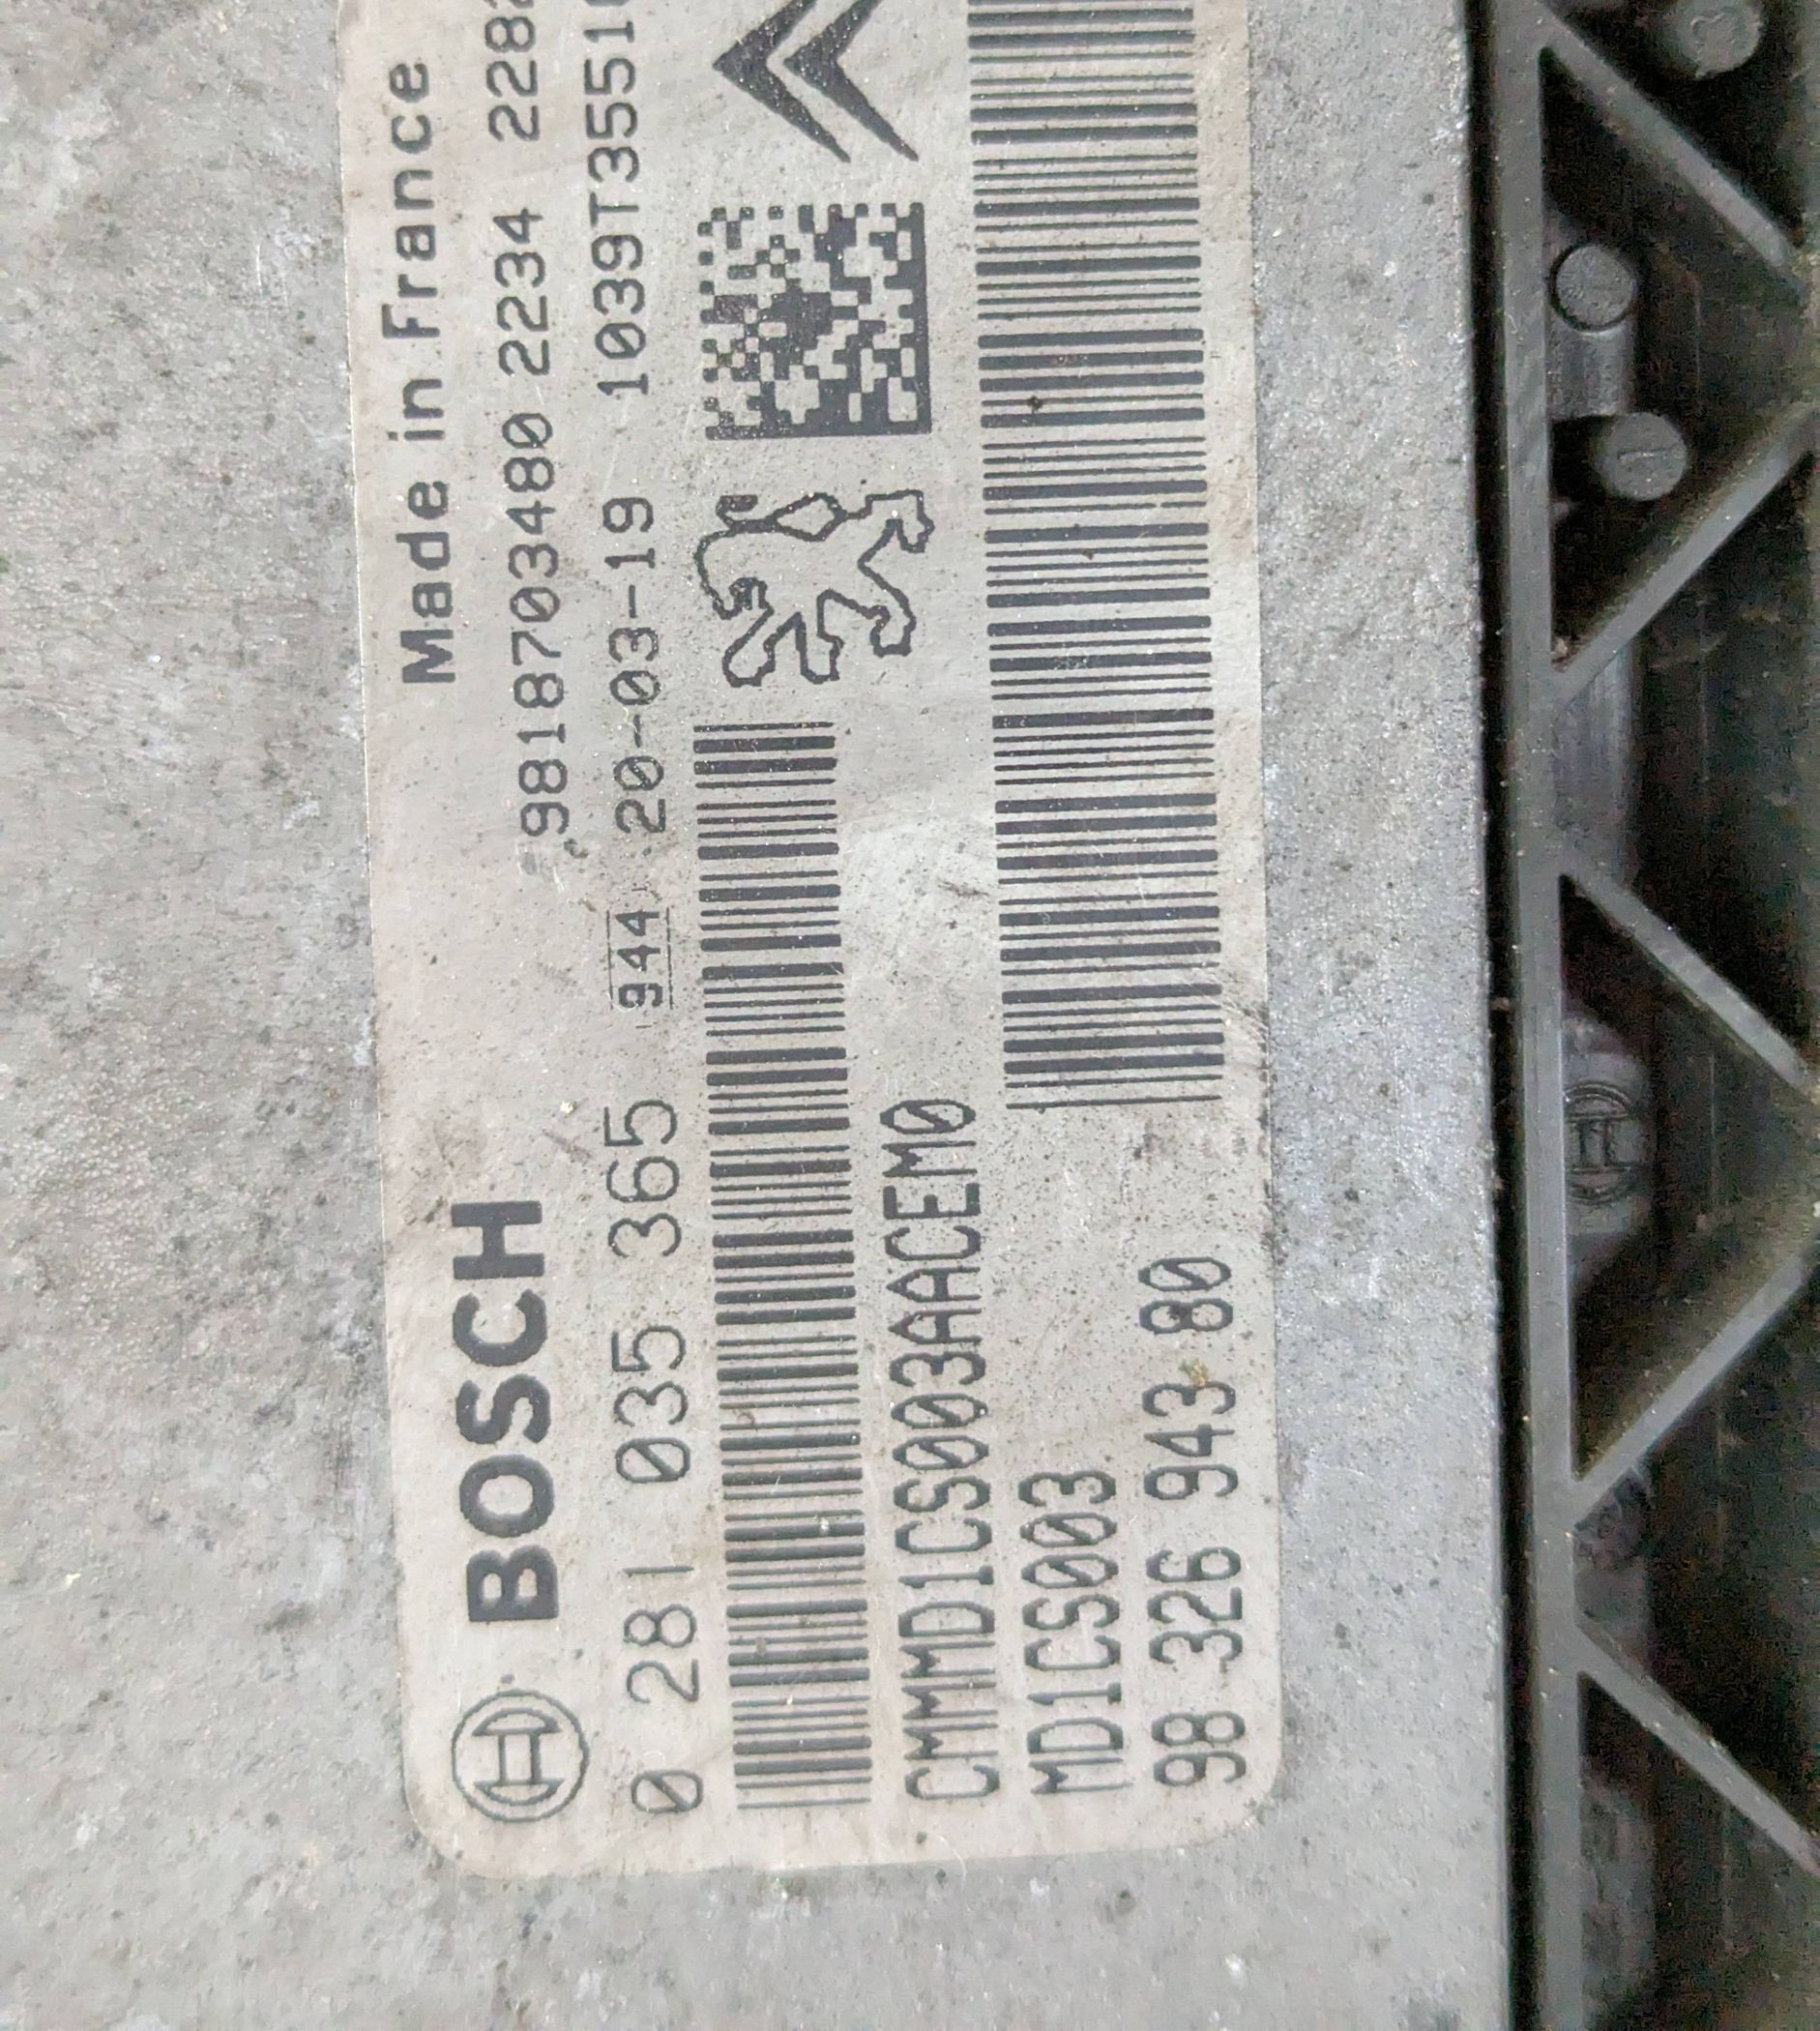 Made in France
BOSCH
9818703480 2234 228
0 281 035 365 944 20-03-19 1039T3551
CMMMD1CS003AACEM0
MD1CS003
98 326 943 80